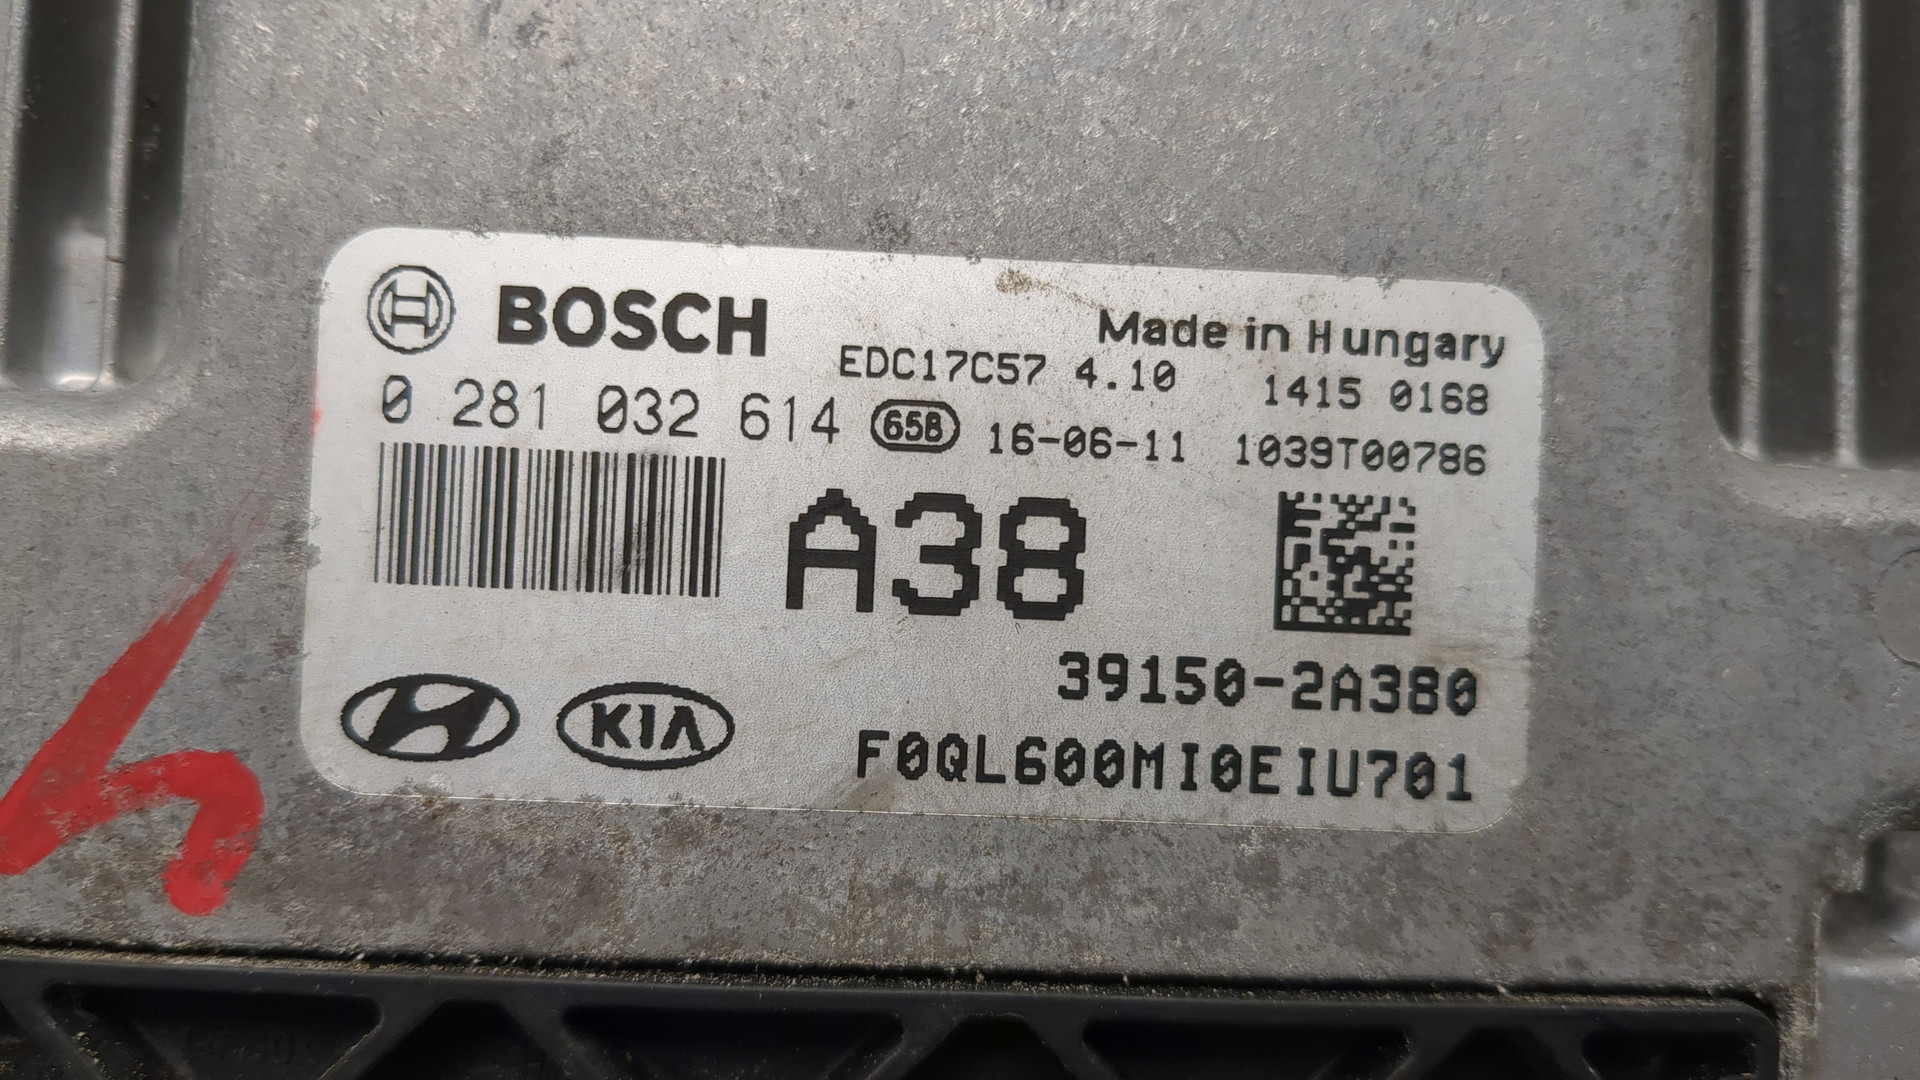 BOSCH
Made in Hungary
EDC17C57 4.10 1415 0168
0 281 032 614 65B 16-06-11 1039T00786
A38
39150-2A380
KIA
F0QL600MI0EIU701